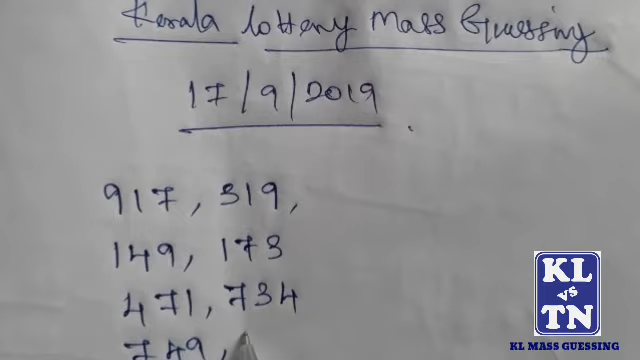 Kerala Lottery Mass Guessing
17/9/2019
917, 319,
149, 173
471, 734
749,
KL
VS
TN
KL MASS GUESSING